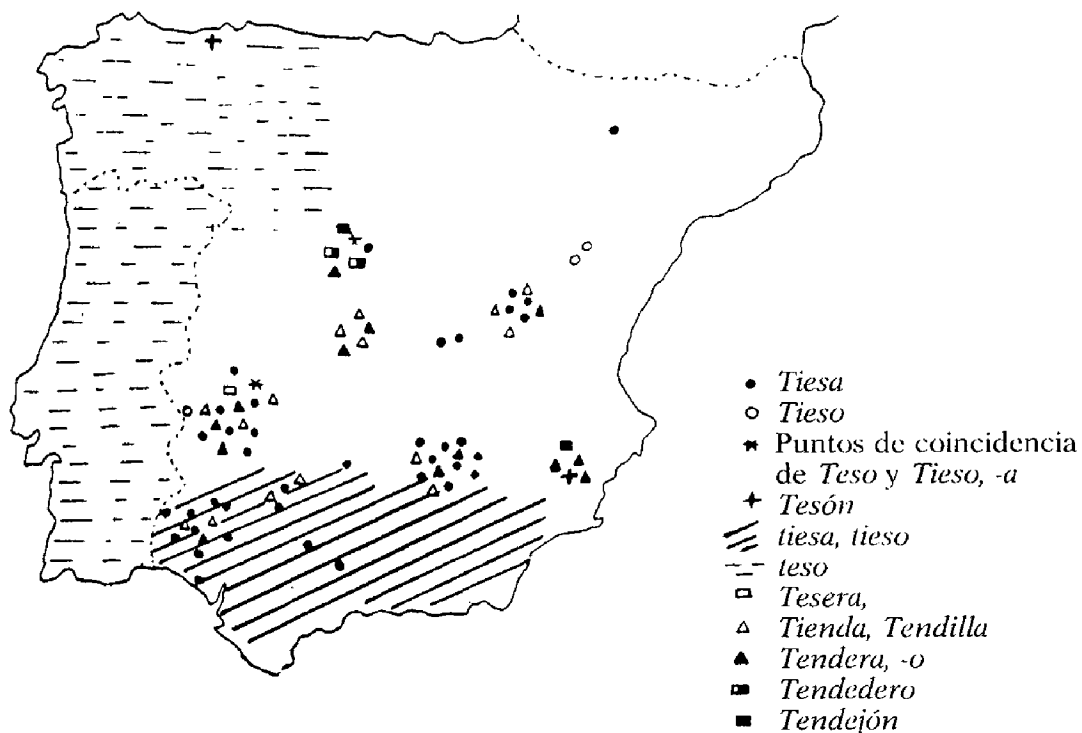 Tiesa
Tieso
Puntos de coincidencia
de Teso y Tieso, -a
Tesón
tiesa, tieso
teso
Tesera,
Tienda, Tendilla
Tendera, -o
Tendedero
Tendejón